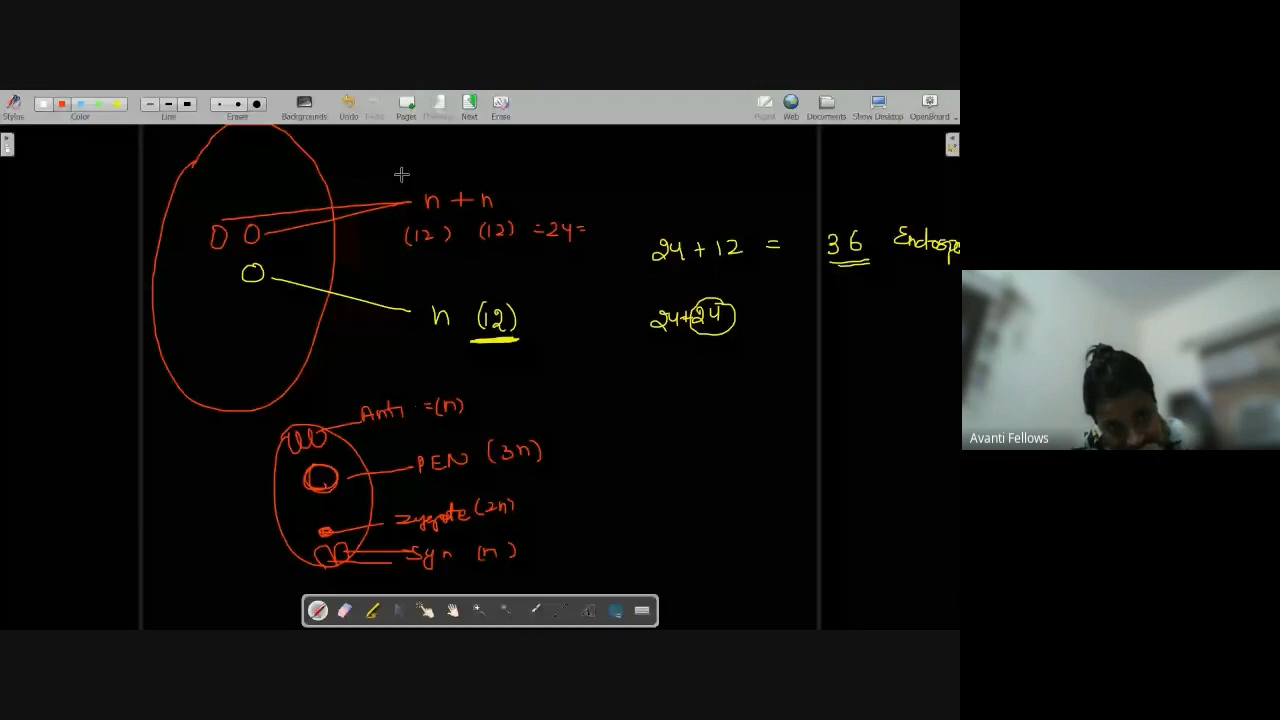 Styles
Color
Line
Eraser
Backgrounds
Undo
Pages
Next
Erase
Web
Documents
Show Desktop
OpenBoard
n + n
(12) (12) =24=
24 + 12 = 36 Endospe
n (12)
24+24
Anti =(n)
PEN (3n)
Zygote (2n)
Syn (n)
Avanti Fellows